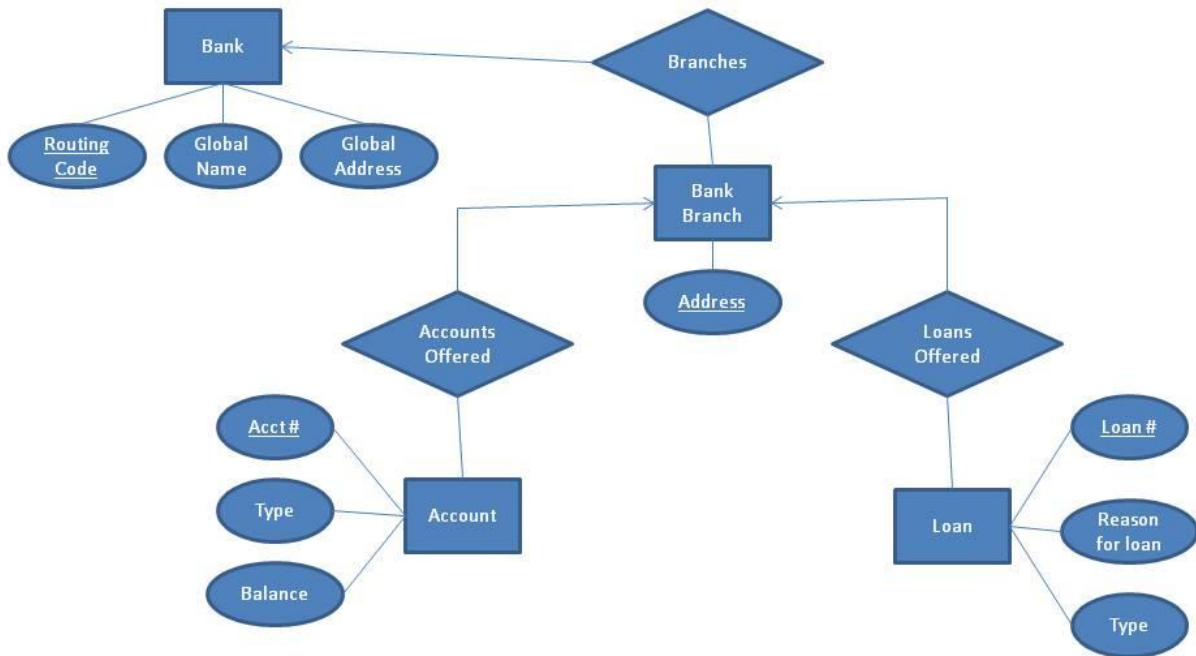 Bank
Branches
Routing
Code
Global
Name
Global
Address
Bank
Branch
Address
Accounts
Offered
Loans
Offered
Acct #
Type
Balance
Account
Loan
Loan #
Reason
for loan
Type